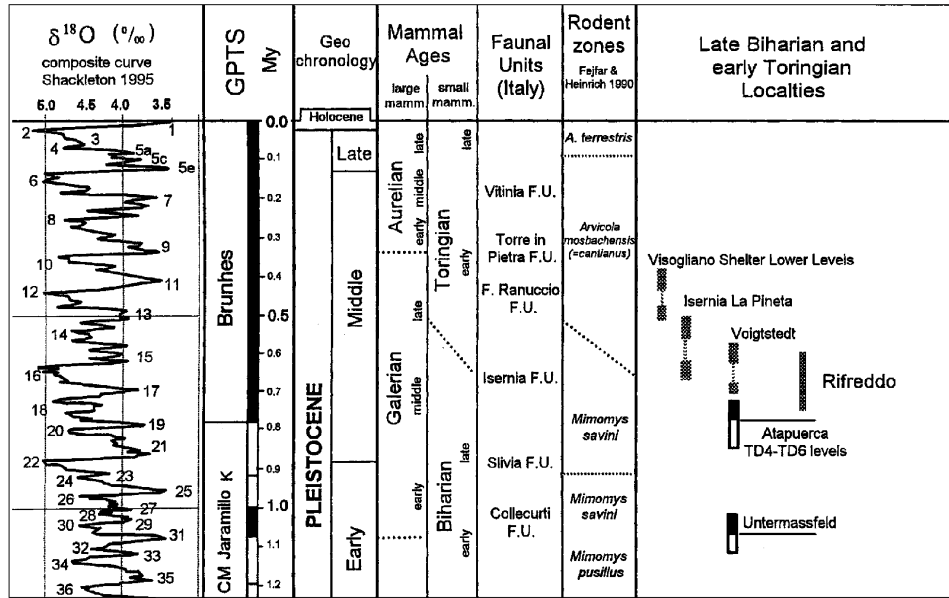 δ18O (o/oo)
composite curve
Shackleton 1995
5.0 4.5 4.0 3.5
GPTS
My
Geo
chronology
Mammal
Ages
large
mamm.
small
mamm.
Faunal
Units
(Italy)
Rodent
zones
Fejfar &
Heinrich 1990
Late Biharian and
early Toringian
Localties
1
2
3
4
5a
5c
5e
6
7
8
9
10
11
12
13
14
15
16
17
18
19
20
21
22
23
24
25
26
27
28
29
30
31
32
33
34
35
36
Brunhes
CM Jaramillo K
0.0
0.1
0.2
0.3
0.4
0.5
0.6
0.7
0.8
0.9
1.0
1.1
1.2
Holocene
PLEISTOCENE
Late
Middle
Early
Aurelian
late
middle
early
Galerian
late
middle
early
Toringian
late
early
Biharian
late
early
Vitinia F.U.
Torre in
Pietra F.U.
F. Ranuccio
F.U.
Isernia F.U.
Slivia F.U.
Collecurti
F.U.
A. terrestris
Arvicola
mosbachensis
(=cantianus)
Mimomys
savini
Mimomys
savini
Mimomys
pusillus
Visogliano Shelter Lower Levels
Isernia La Pineta
Voigtstedt
Rifreddo
Atapuerca
TD4-TD6 levels
Untermassfeld